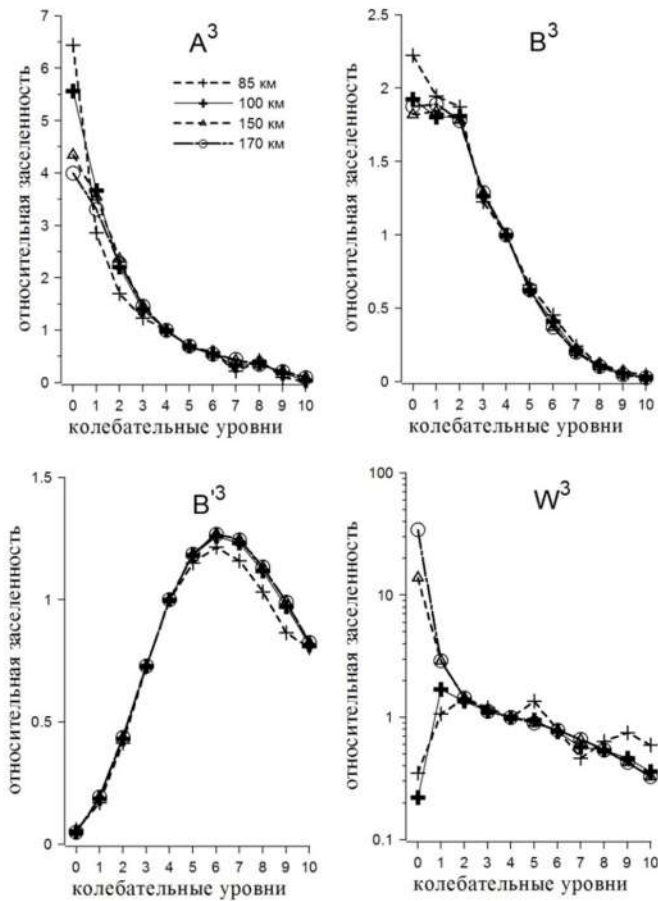 A³
относительная заселенность
7
6
5
4
3
2
1
0
85 км
100 км
150 км
170 км
0 1 2 3 4 5 6 7 8 9 10
колебательные уровни
B³
относительная заселенность
2.5
2
1.5
1
0.5
0
0 1 2 3 4 5 6 7 8 9 10
колебательные уровни
B'³
относительная заселенность
1.5
1
0.5
0
0 1 2 3 4 5 6 7 8 9 10
колебательные уровни
W³
относительная заселенность
100
10
1
0.1
0 1 2 3 4 5 6 7 8 9 10
колебательные уровни